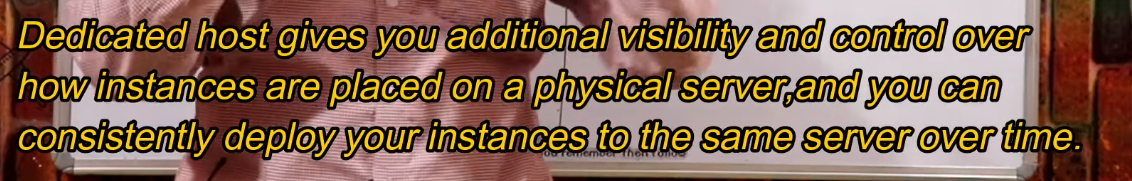 Dedicated host gives you additional visibility and control over
how instances are placed on a physical server,and you can
consistently deploy your instances to the same server over time.